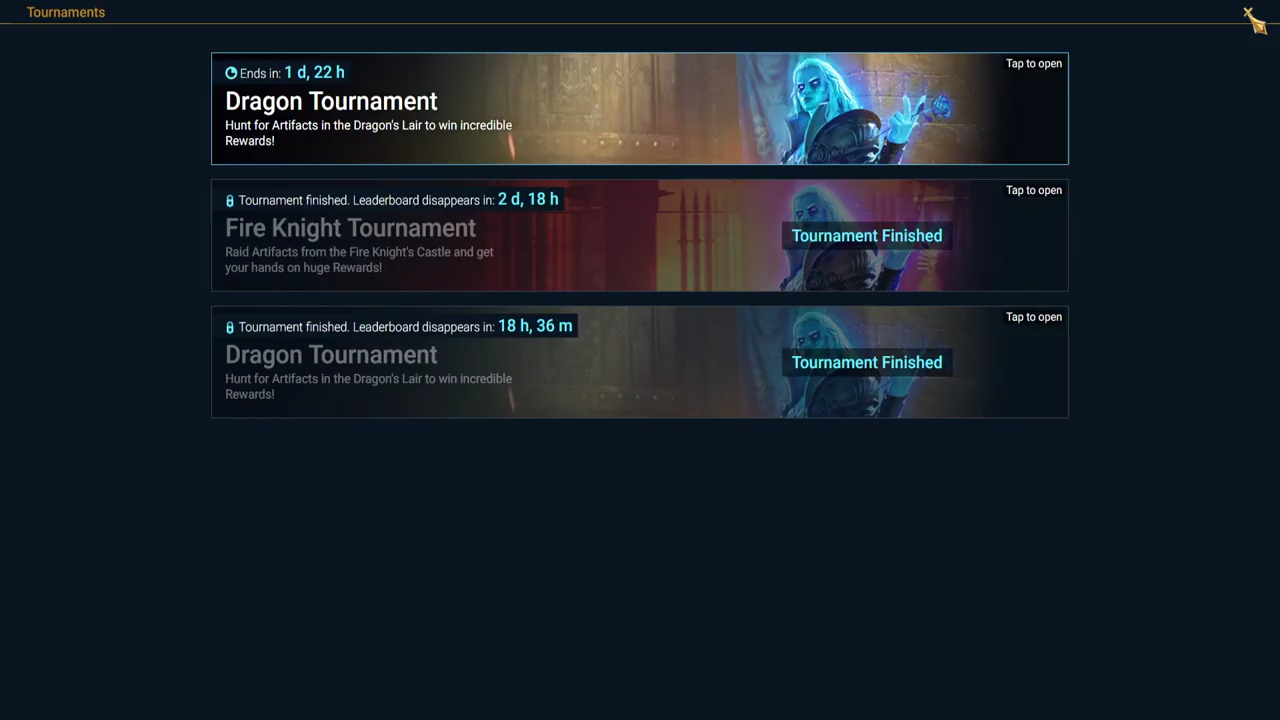 Tournaments
Ends in: 1 d, 22 h
Tap to open
Dragon Tournament
Hunt for Artifacts in the Dragon's Lair to win incredible
Rewards!
Tournament finished. Leaderboard disappears in: 2 d, 18 h
Tap to open
Fire Knight Tournament
Tournament Finished
Raid Artifacts from the Fire Knight's Castle and get
your hands on huge Rewards!
Tournament finished. Leaderboard disappears in: 18 h, 36 m
Tap to open
Dragon Tournament
Tournament Finished
Hunt for Artifacts in the Dragon's Lair to win incredible
Rewards!